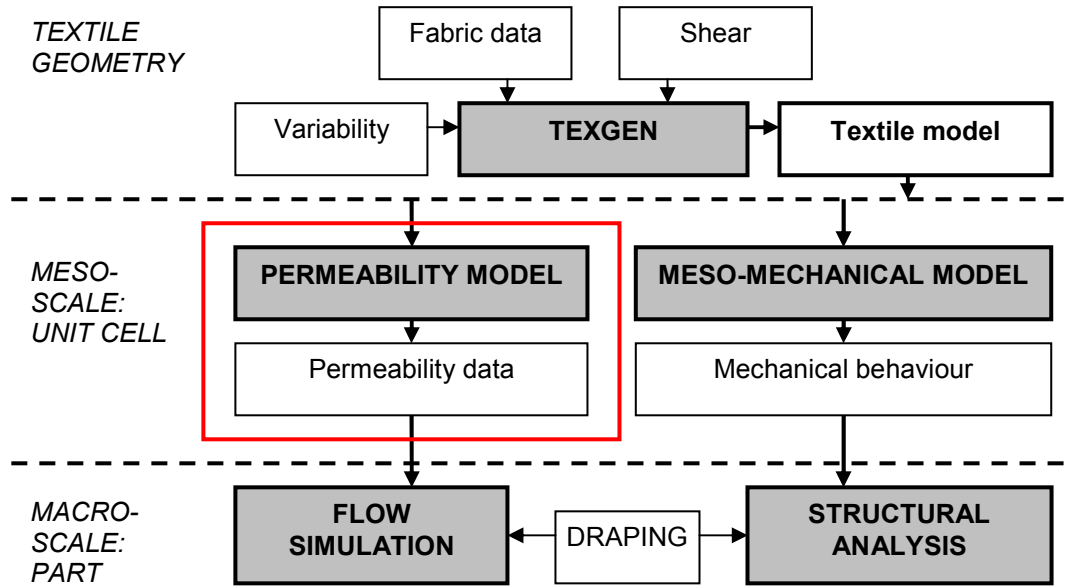 TEXTILE
GEOMETRY
Fabric data
Shear
Variability
TEXGEN
Textile model
MESO-
SCALE:
UNIT CELL
PERMEABILITY MODEL
MESO-MECHANICAL MODEL
Permeability data
Mechanical behaviour
MACRO-
SCALE:
PART
FLOW
SIMULATION
DRAPING
STRUCTURAL
ANALYSIS